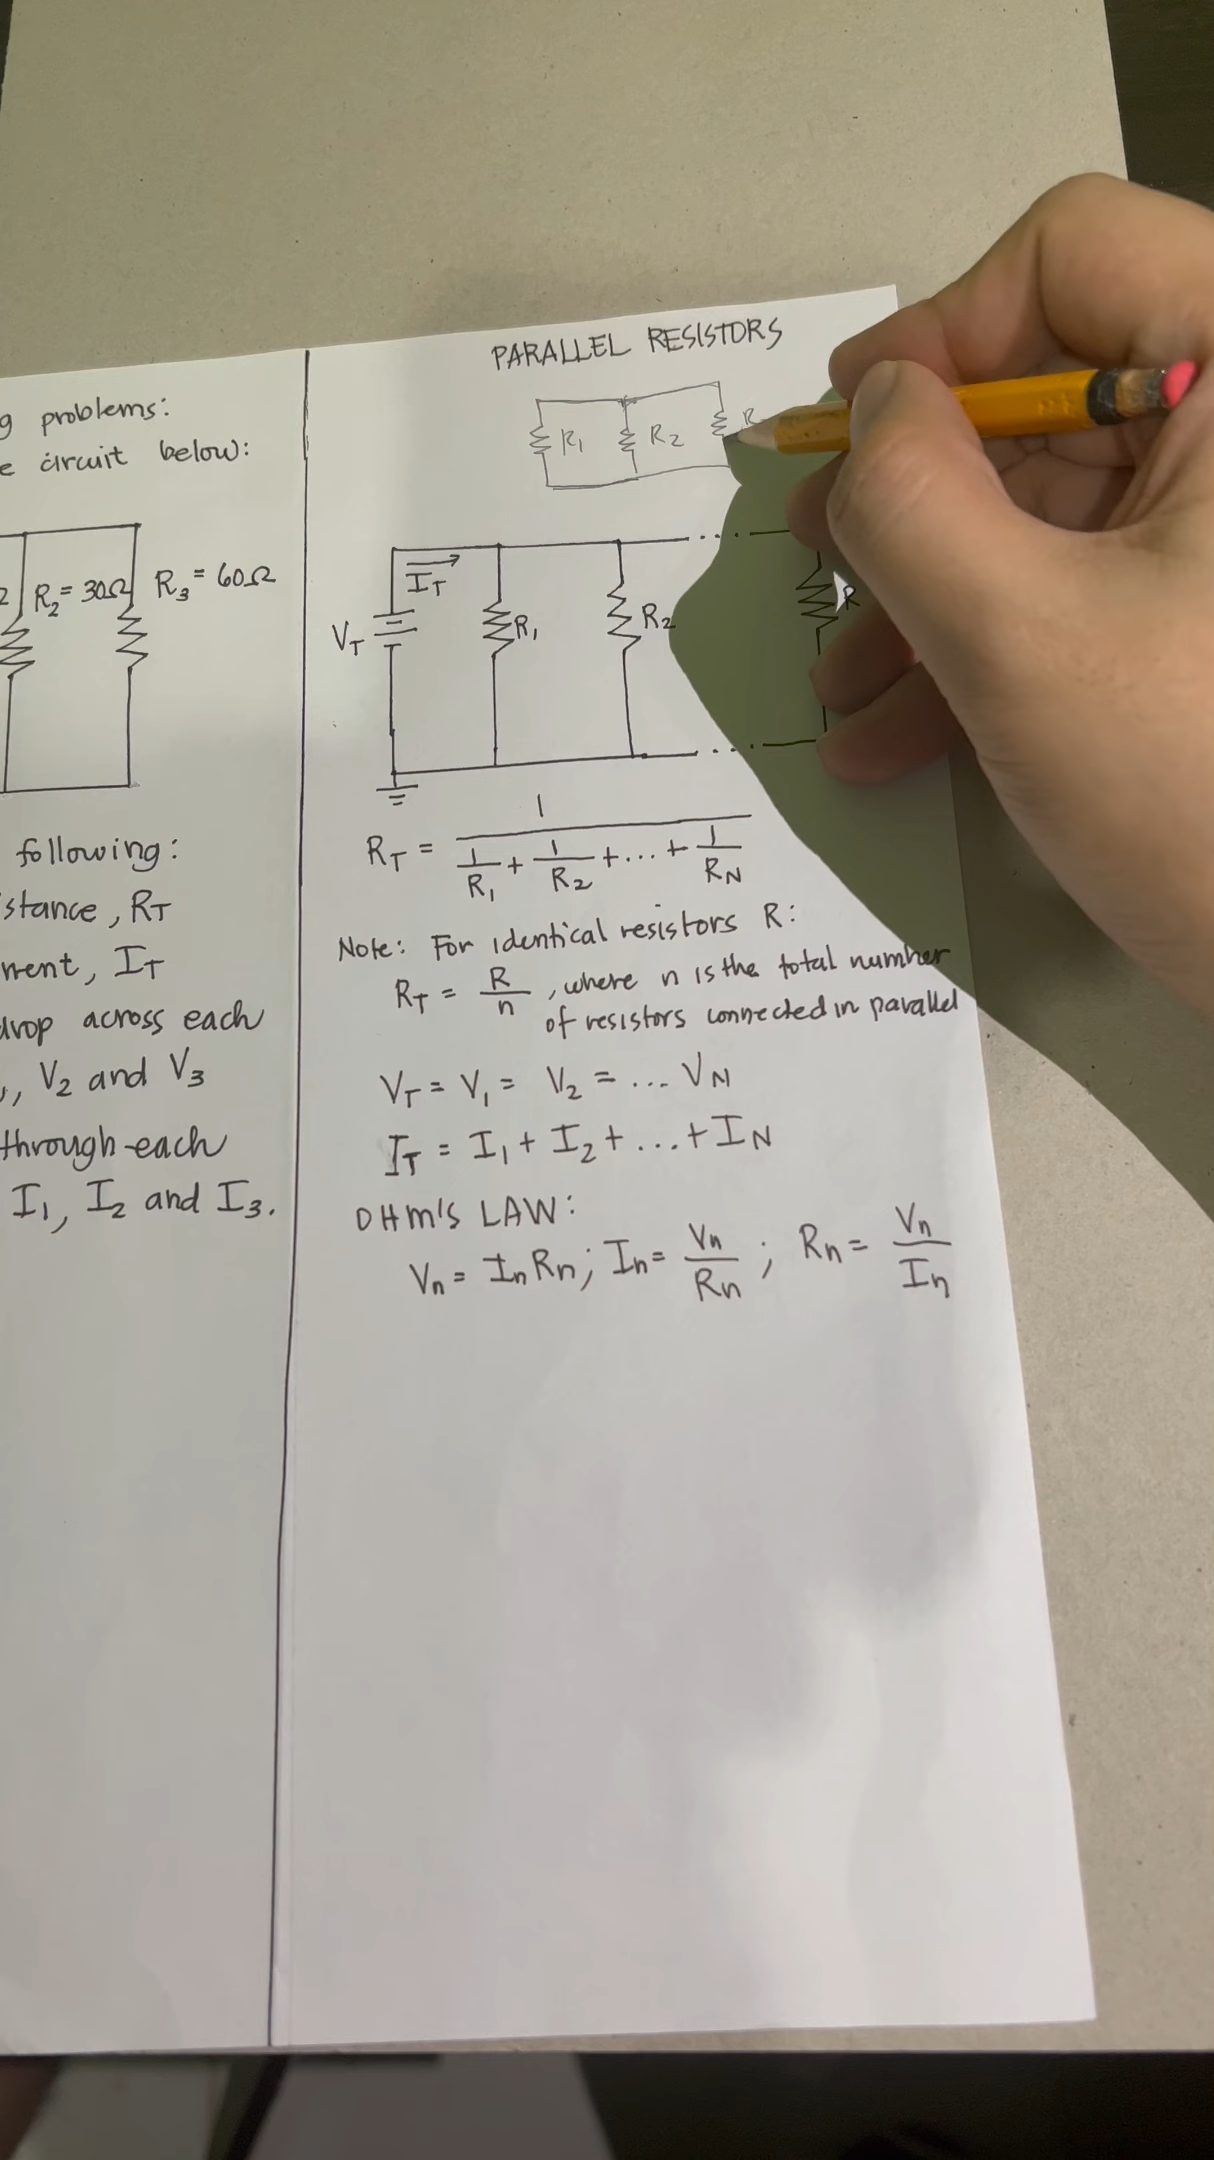 g problems:
e circuit below:
R₂=30Ω R₃=60Ω
following:
stance, RT
rrent, IT
drop across each
, V₂ and V₃
through each
I₁, I₂ and I₃.
PARALLEL RESISTORS
R₁ R₂ R
IT
VT R₁ R₂ R
RT = 1 / (1/R₁ + 1/R₂ + ... + 1/RN)
Note: For identical resistors R:
RT = R/n , where n is the total number
of resistors connected in parallel
VT = V₁ = V₂ = ... VN
IT = I₁ + I₂ + ... + IN
OHM'S LAW:
Vn = InRn; In = Vn/Rn ; Rn = Vn/In